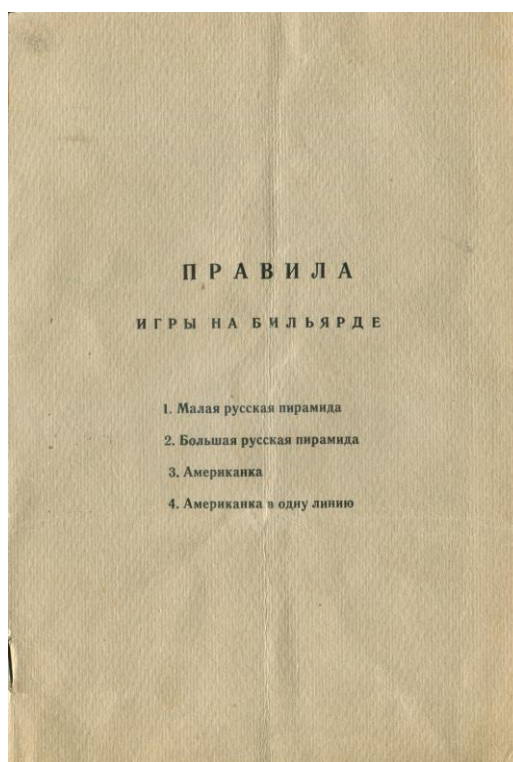 ПРАВИЛА
ИГРЫ НА БИЛЬЯРДЕ
1. Малая русская пирамида
2. Большая русская пирамида
3. Американка
4. Американка в одну линию